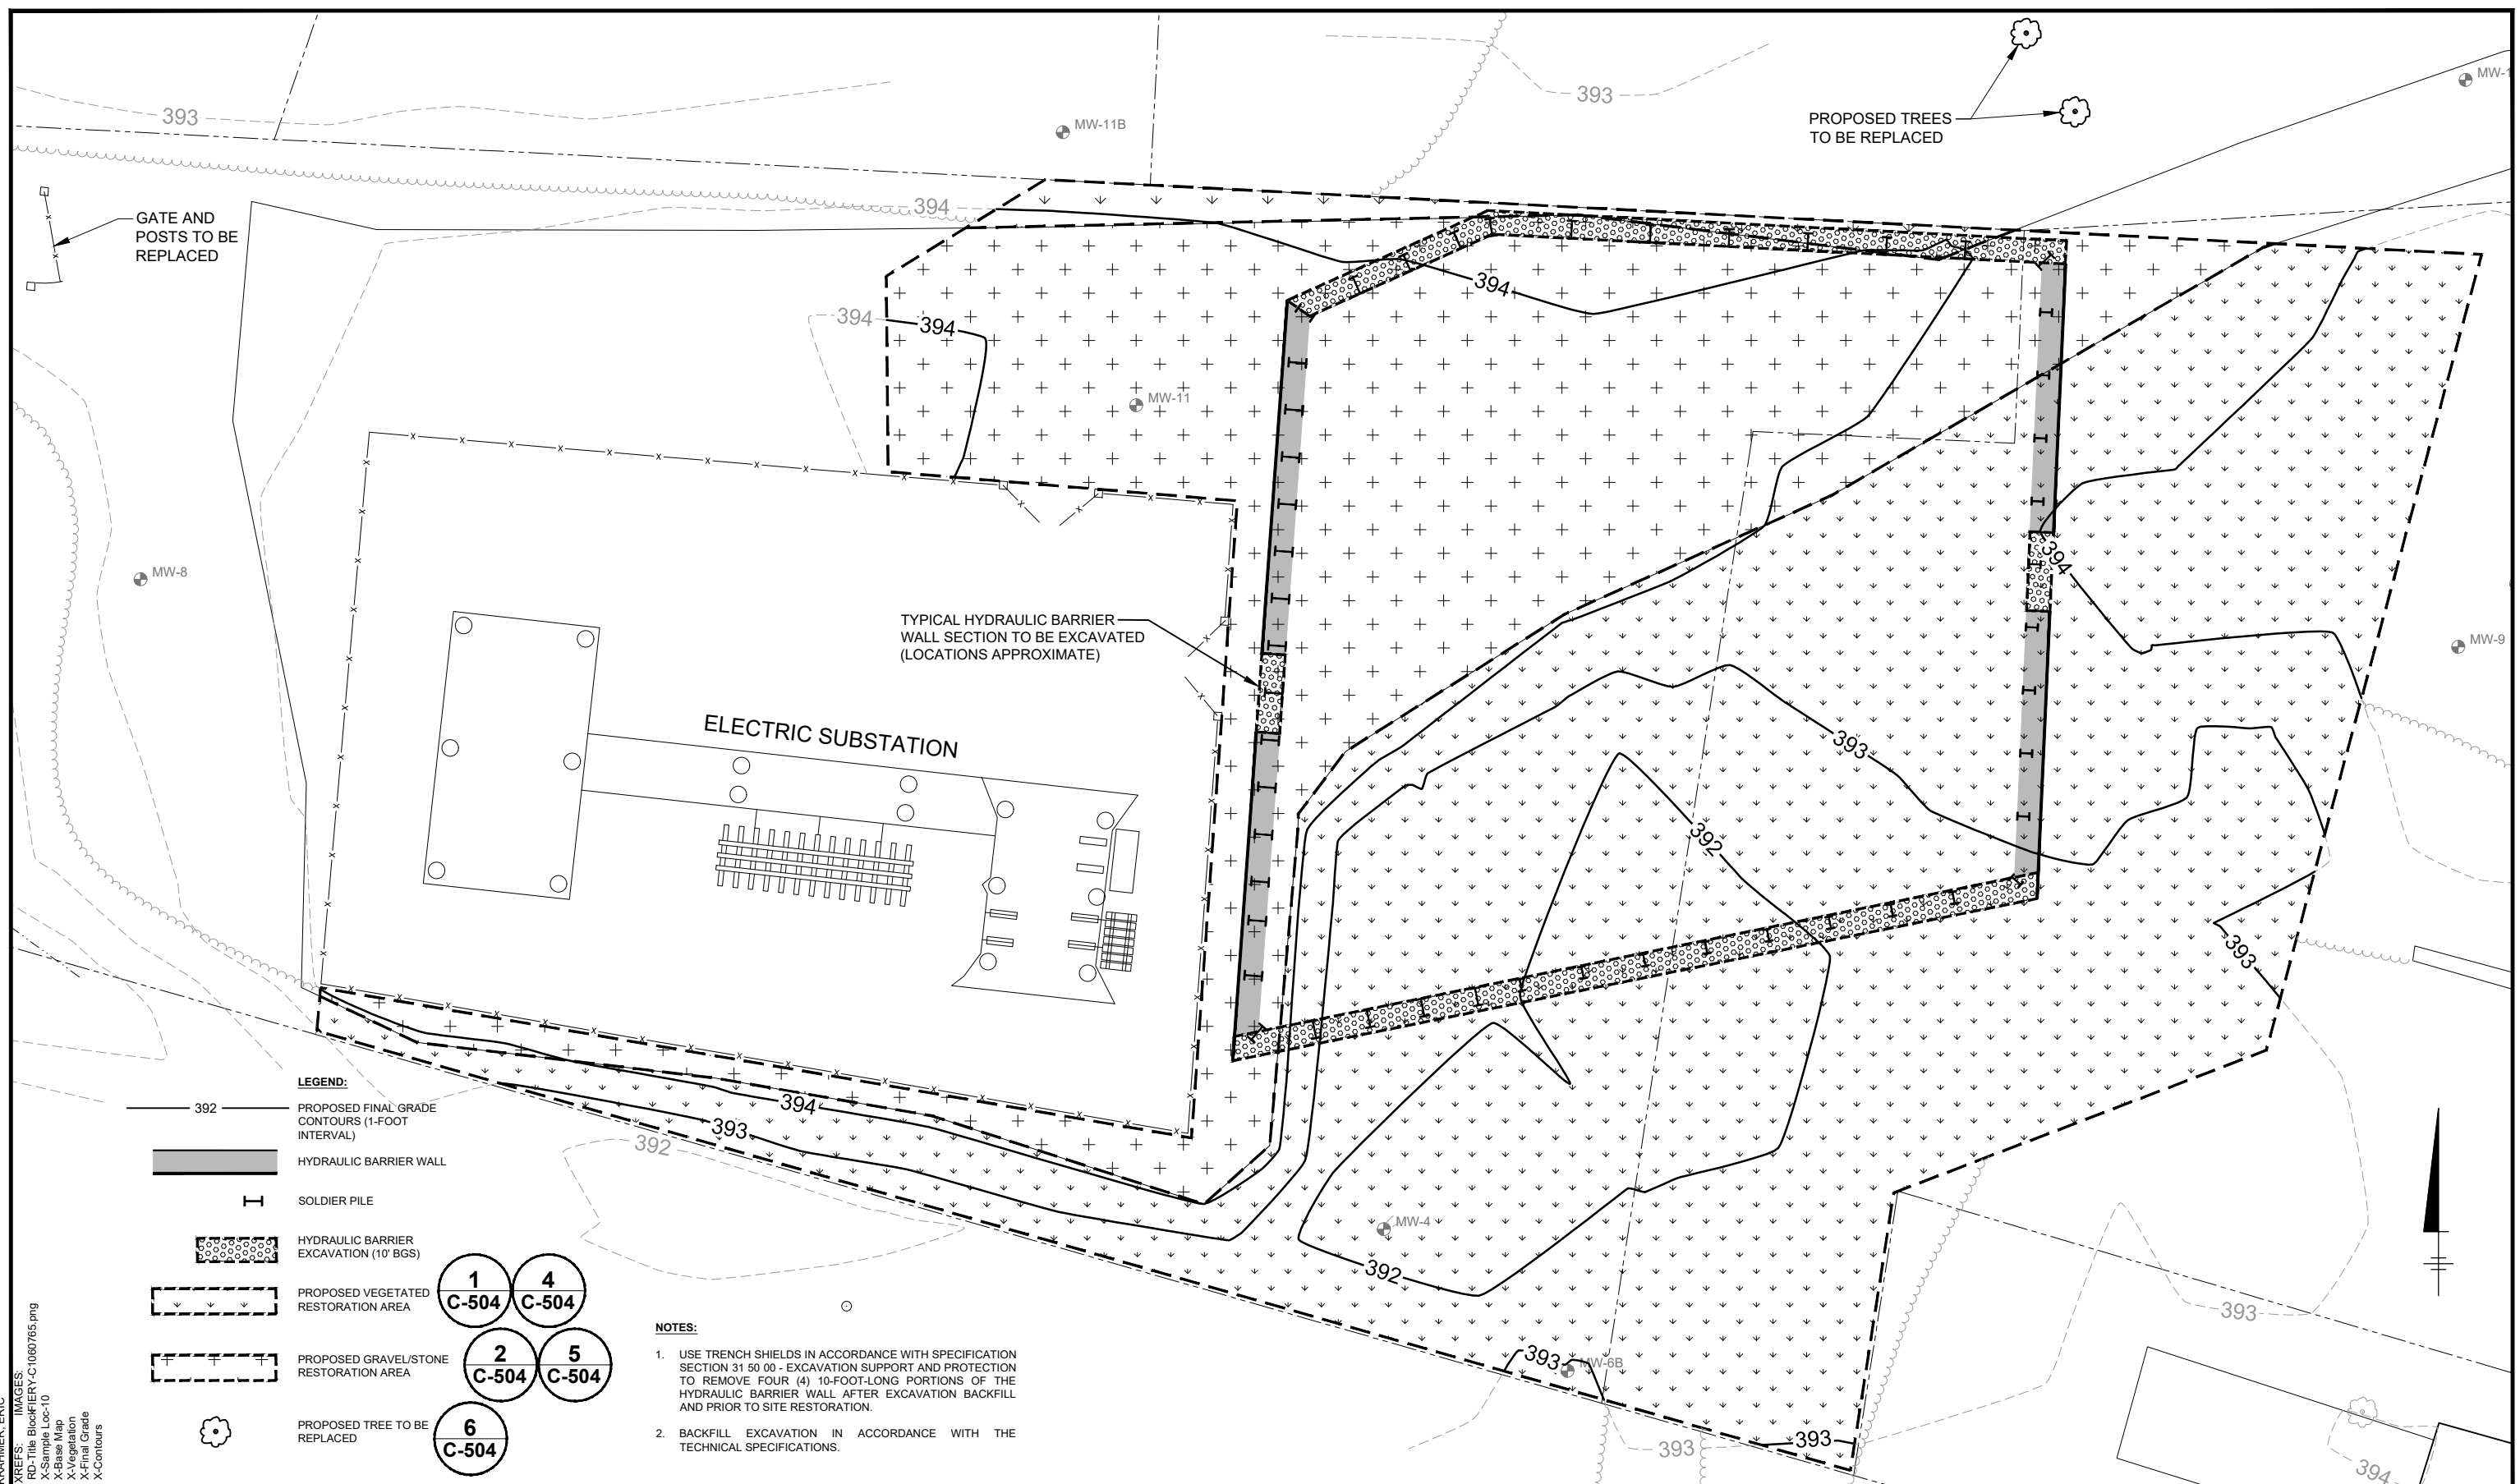 393
393
MW-11B
MW-1
PROPOSED TREES
TO BE REPLACED
GATE AND
POSTS TO BE
REPLACED
394
394
394
394
MW-11
MW-8
394
MW-9
TYPICAL HYDRAULIC BARRIER
WALL SECTION TO BE EXCAVATED
(LOCATIONS APPROXIMATE)
ELECTRIC SUBSTATION
393
392
393
394
393
392
MW-4
392
393
MW-6B
393
393
393
394
LEGEND:
392
PROPOSED FINAL GRADE
CONTOURS (1-FOOT
INTERVAL)
HYDRAULIC BARRIER WALL
SOLDIER PILE
HYDRAULIC BARRIER
EXCAVATION (10' BGS)
PROPOSED VEGETATED
RESTORATION AREA
1
C-504
4
C-504
PROPOSED GRAVEL/STONE
RESTORATION AREA
2
C-504
5
C-504
PROPOSED TREE TO BE
REPLACED
6
C-504
NOTES:
1. USE TRENCH SHIELDS IN ACCORDANCE WITH SPECIFICATION
SECTION 31 50 00 - EXCAVATION SUPPORT AND PROTECTION
TO REMOVE FOUR (4) 10-FOOT-LONG PORTIONS OF THE
HYDRAULIC BARRIER WALL AFTER EXCAVATION BACKFILL
AND PRIOR TO SITE RESTORATION.
2. BACKFILL EXCAVATION IN ACCORDANCE WITH THE
TECHNICAL SPECIFICATIONS.
XREFS: IMAGES:
RD-Title Block
X-Sample Loc-10
X-Base Map
X-Vegetation
X-Final Grade
X-Contours